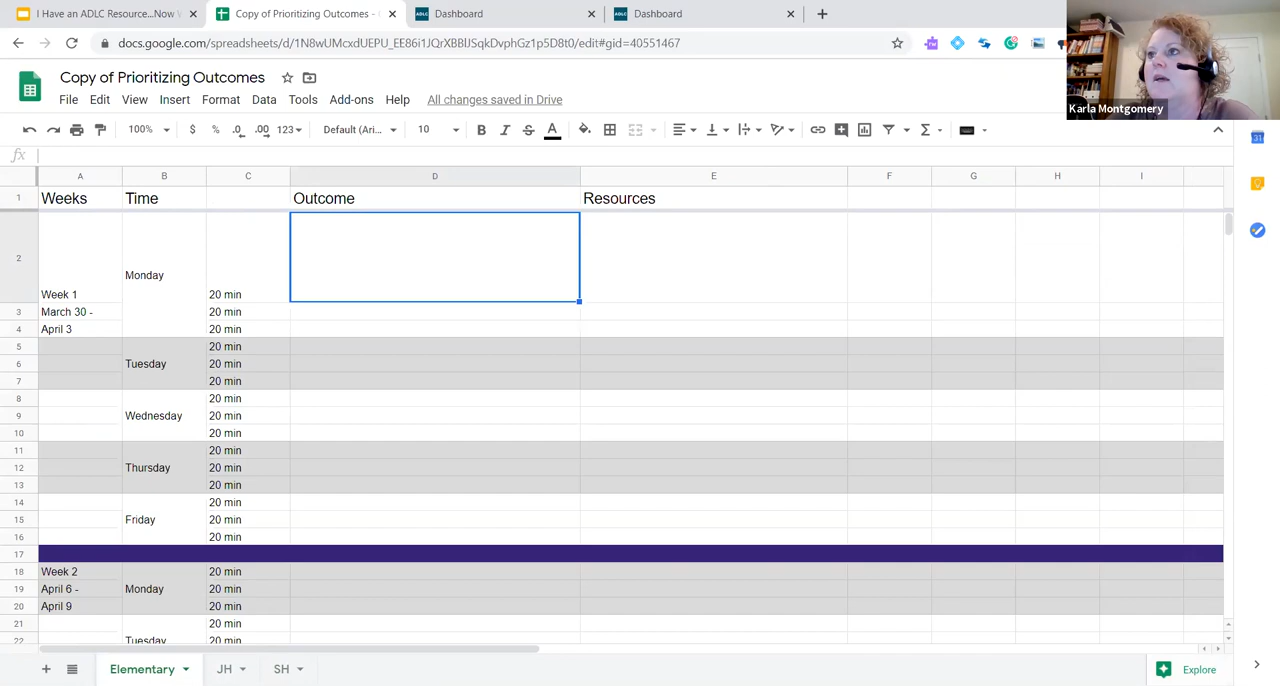 I Have an ADLC Resource...Now W
Copy of Prioritizing Outcomes -
ADLC Dashboard
ADLC Dashboard
docs.google.com/spreadsheets/d/1N8wUMcxdUEPU_EE86i1JQrXBBlJSqkDvphGz1p5D8t0/edit#gid=40551467
Karla Montgomery
Copy of Prioritizing Outcomes
File Edit View Insert Format Data Tools Add-ons Help All changes saved in Drive
100% $ % .0 .00 123 Default (Ari... 10 B I S A
fx
A B C D E F G H I
1 Weeks Time Outcome Resources
2 Week 1 Monday 20 min
3 March 30 - 20 min
4 April 3 20 min
5 20 min
6 Tuesday 20 min
7 20 min
8 20 min
9 Wednesday 20 min
10 20 min
11 20 min
12 Thursday 20 min
13 20 min
14 20 min
15 Friday 20 min
16 20 min
17
18 Week 2 20 min
19 April 6 - Monday 20 min
20 April 9 20 min
21 20 min
22 Tuesday 20 min
Elementary JH SH Explore
31